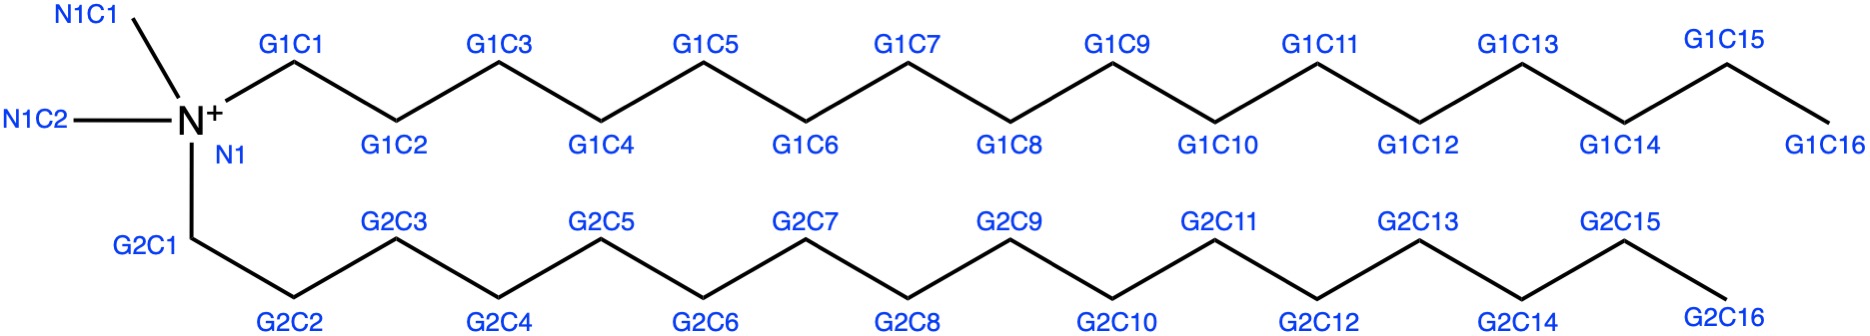 N1C1
G1C1 G1C3 G1C5 G1C7 G1C9 G1C11 G1C13 G1C15
N1C2 N+
N1 G1C2 G1C4 G1C6 G1C8 G1C10 G1C12 G1C14 G1C16
G2C1 G2C3 G2C5 G2C7 G2C9 G2C11 G2C13 G2C15
G2C2 G2C4 G2C6 G2C8 G2C10 G2C12 G2C14 G2C16